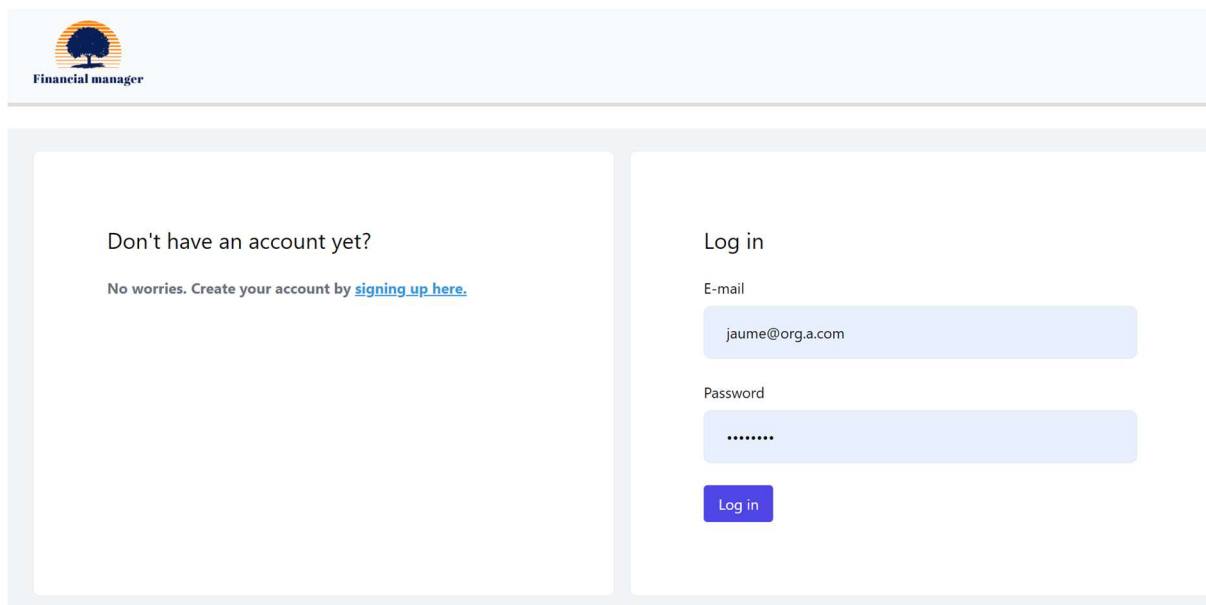 Financial manager
Don't have an account yet?
No worries. Create your account by signing up here.
Log in
E-mail
jaume@org.a.com
Password
••••••••
Log in